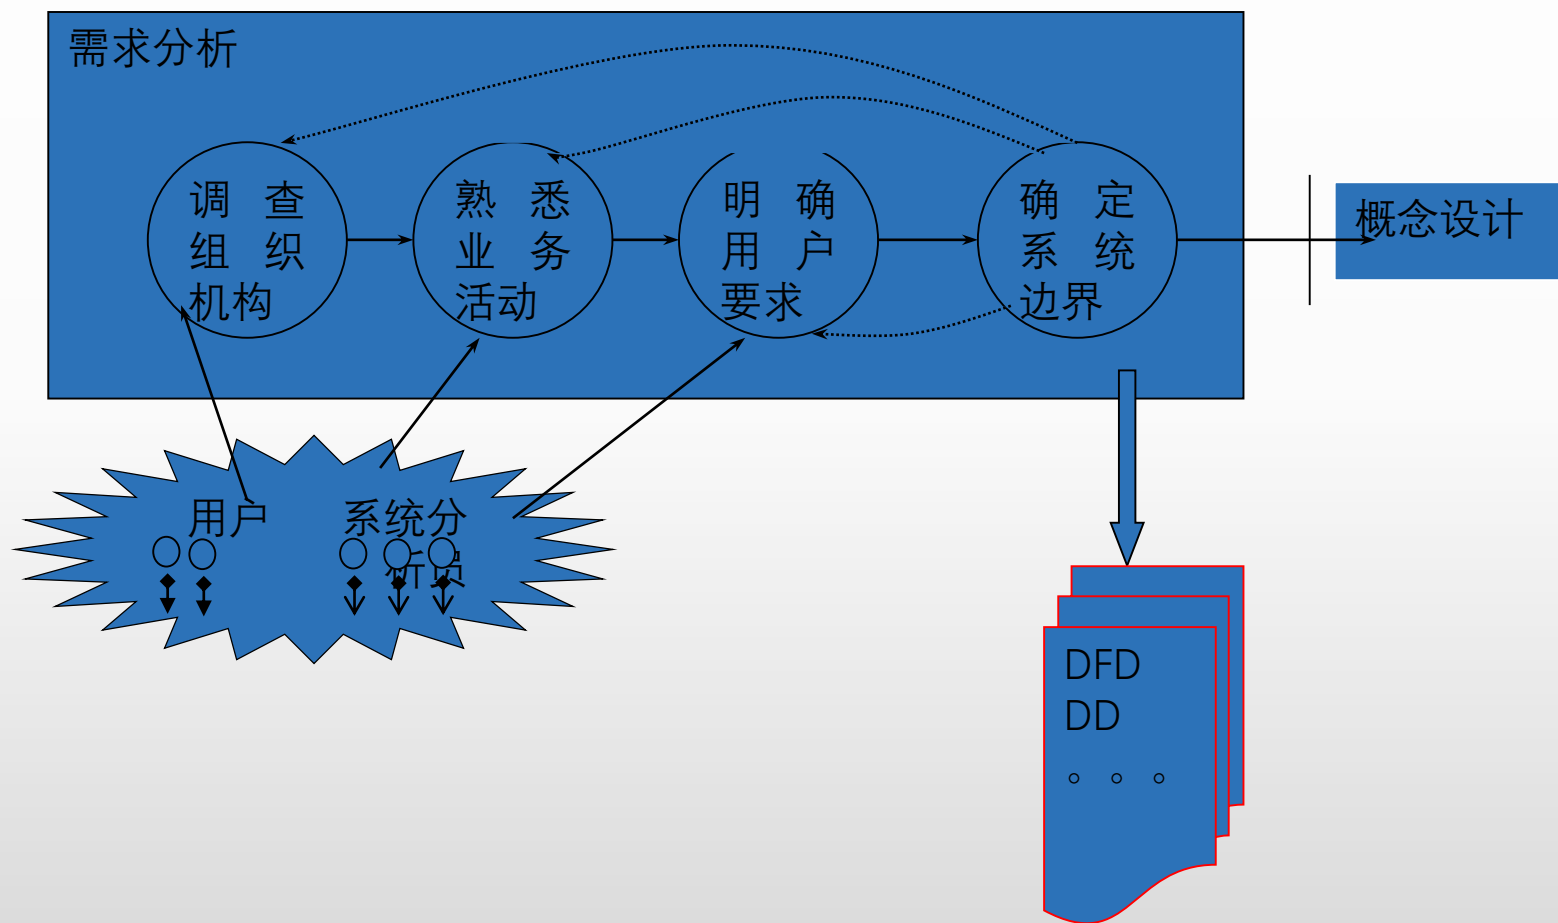 需求分析
调 查
组 织
机构
熟 悉
业 务
活动
明 确
用 户
要求
确 定
系 统
边界
概念设计
用户
系统分
析员
DFD
DD
。。。